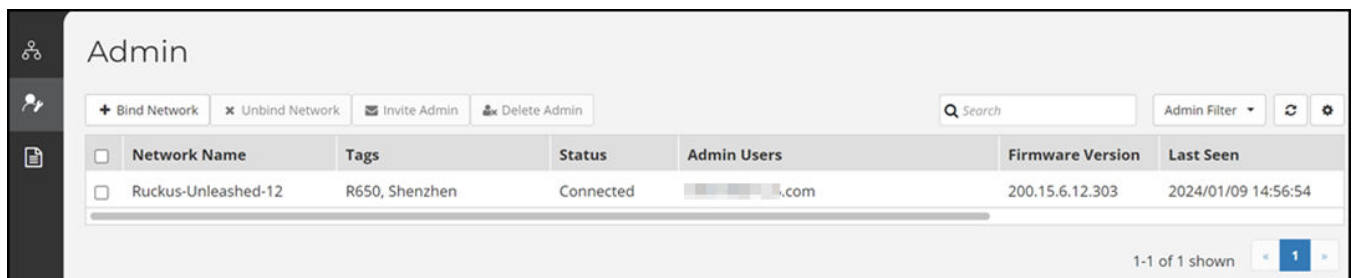 Admin
Bind Network Unbind Network Invite Admin Delete Admin Search Admin Filter
Network Name Tags Status Admin Users Firmware Version Last Seen
Ruckus-Unleashed-12 R650, Shenzhen Connected .com 200.15.6.12.303 2024/01/09 14:56:54
1-1 of 1 shown « 1 »